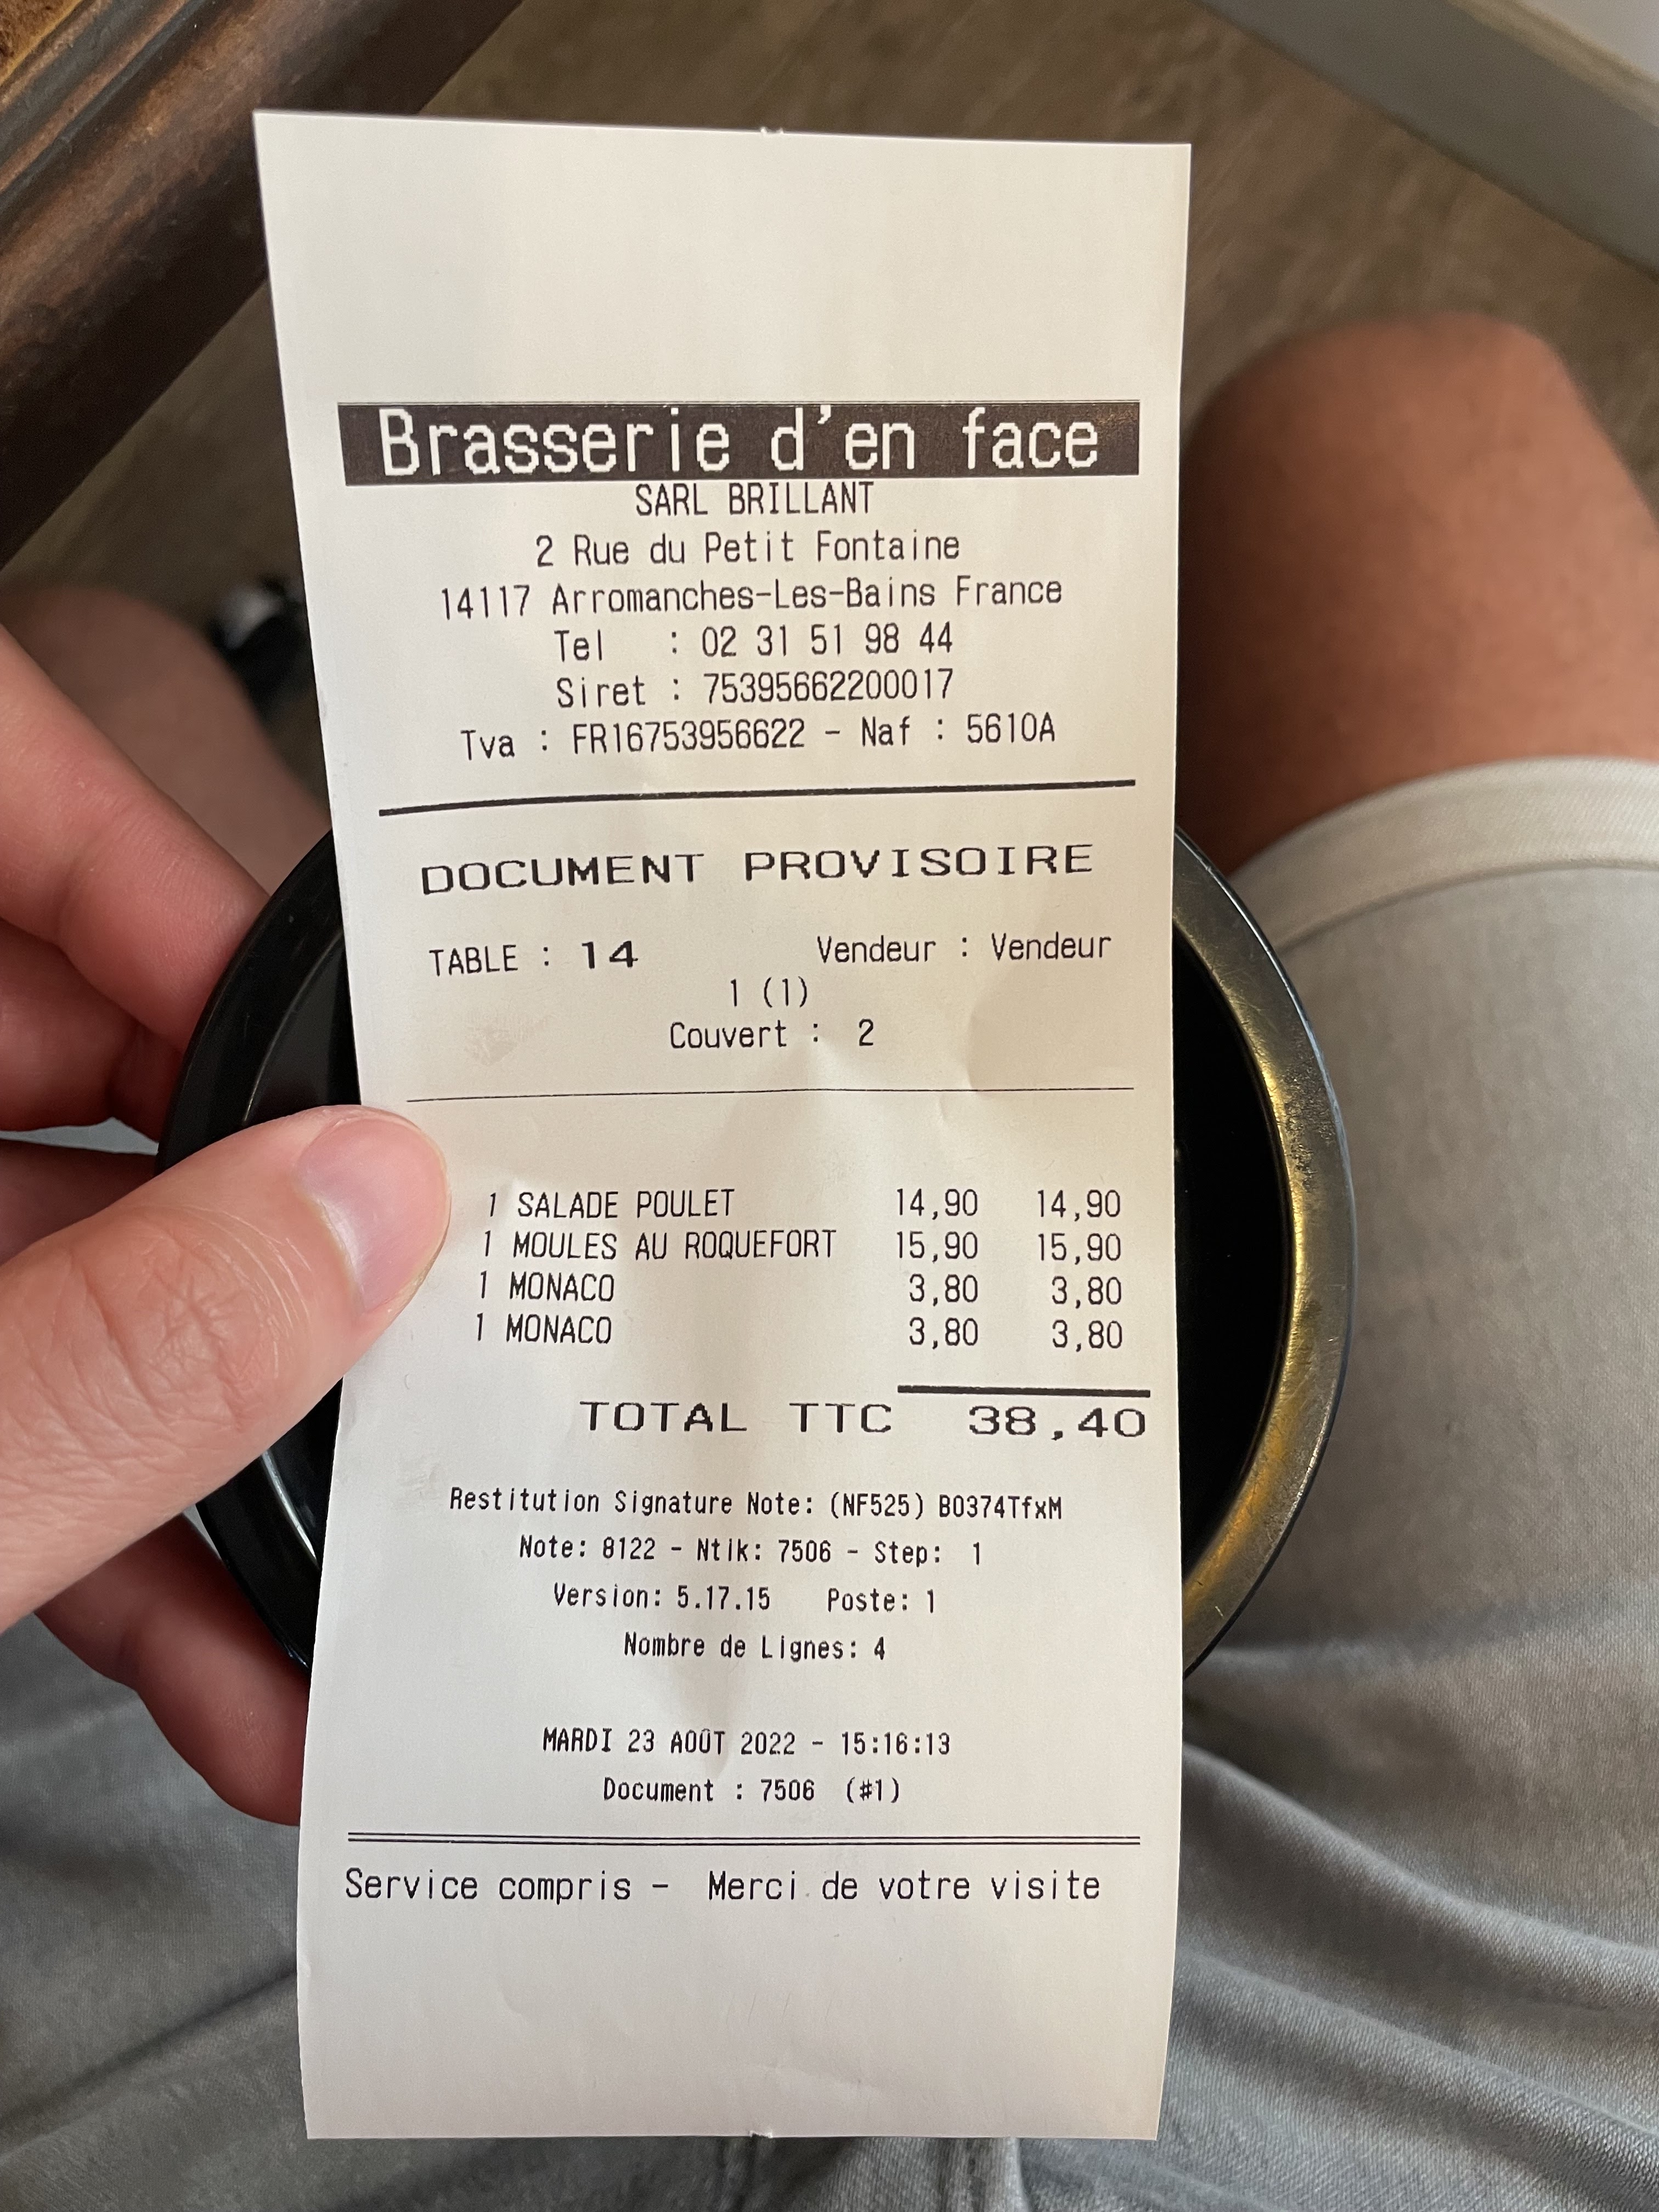 Brasserie d'en face
SARL BRILLANT
2 Rue du Petit Fontaine
14117 Arromanches-Les-Bains France
Tel : 02 31 51 98 44
Siret : 75395662200017
Tva : FR16753956622 - Naf : 5610A
DOCUMENT PROVISOIRE
TABLE : 14 Vendeur : Vendeur
1 (1)
Couvert : 2
1 SALADE POULET 14,90 14,90
1 MOULES AU ROQUEFORT 15,90 15,90
1 MONACO 3,80 3,80
1 MONACO 3,80 3,80
TOTAL TTC 38,40
Restitution Signature Note: (NF525) B0374TfxM
Note: 8122 - Ntik: 7506 - Step: 1
Version: 5.17.15 Poste: 1
Nombre de Lignes: 4
MARDI 23 AOÛT 2022 - 15:16:13
Document : 7506 (#1)
Service compris - Merci de votre visite